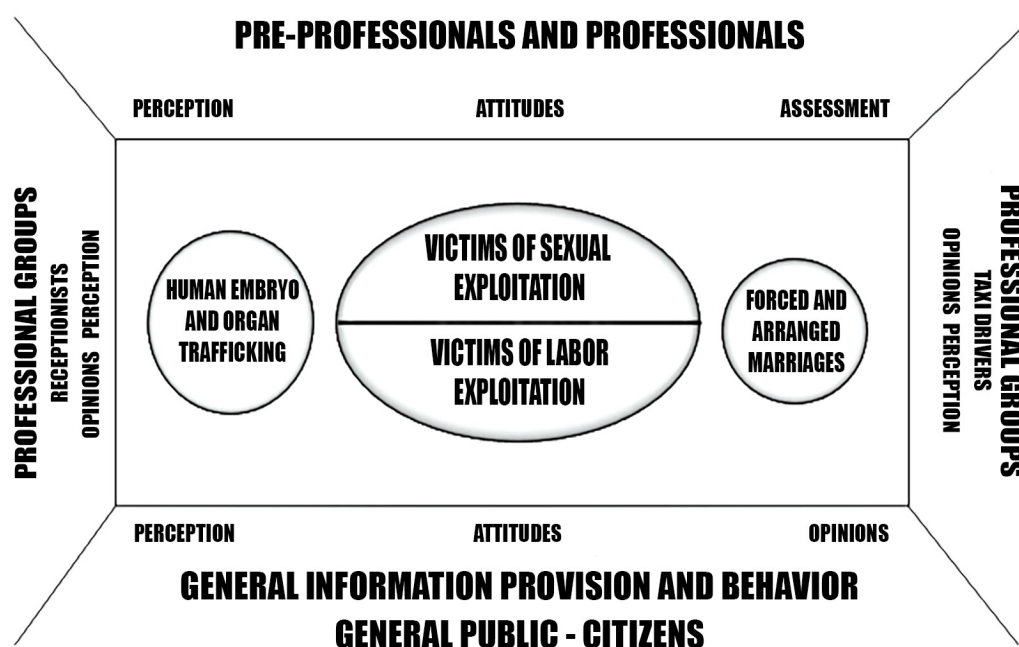 PRE-PROFESSIONALS AND PROFESSIONALS
PERCEPTION
ATTITUDES
ASSESSMENT
PROFESSIONAL GROUPS
RECEPTIONISTS
OPINIONS PERCEPTION
HUMAN EMBRYO
AND ORGAN
TRAFFICKING
VICTIMS OF SEXUAL
EXPLOITATION
VICTIMS OF LABOR
EXPLOITATION
FORCED AND
ARRANGED
MARRIAGES
PROFESSIONAL GROUPS
TAXI DRIVERS
OPINIONS PERCEPTION
PERCEPTION
ATTITUDES
OPINIONS
GENERAL INFORMATION PROVISION AND BEHAVIOR
GENERAL PUBLIC - CITIZENS